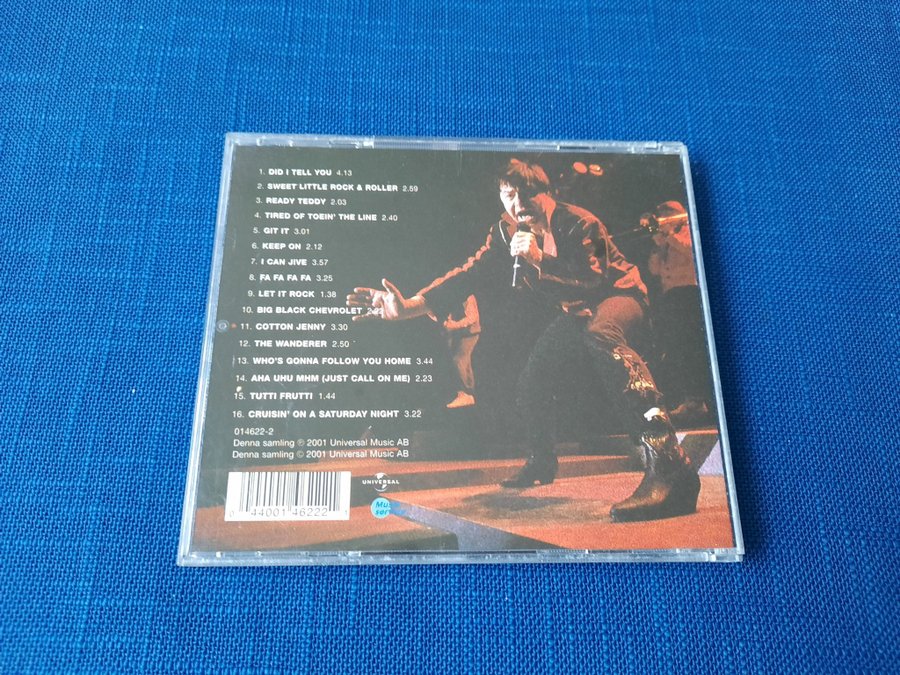 1. DID I TELL YOU 4.13
2. SWEET LITTLE ROCK & ROLLER 2.59
3. READY TEDDY 2.03
4. TIRED OF TOEIN' THE LINE 2.40
5. GIT IT 3.01
6. KEEP ON 2.12
7. I CAN JIVE 3.57
8. FA FA FA FA 3.25
9. LET IT ROCK 1.38
10. BIG BLACK CHEVROLET
11. COTTON JENNY 3.30
12. THE WANDERER 2.50
13. WHO'S GONNA FOLLOW YOU HOME 3.44
14. AHA UHU MHM (JUST CALL ON ME) 2.23
15. TUTTI FRUTTI 1.44
16. CRUISIN' ON A SATURDAY NIGHT 3.22
014622-2
Denna samling ℗ 2001 Universal Music AB
Denna samling © 2001 Universal Music AB
0 44001 46222 1
UNIVERSAL